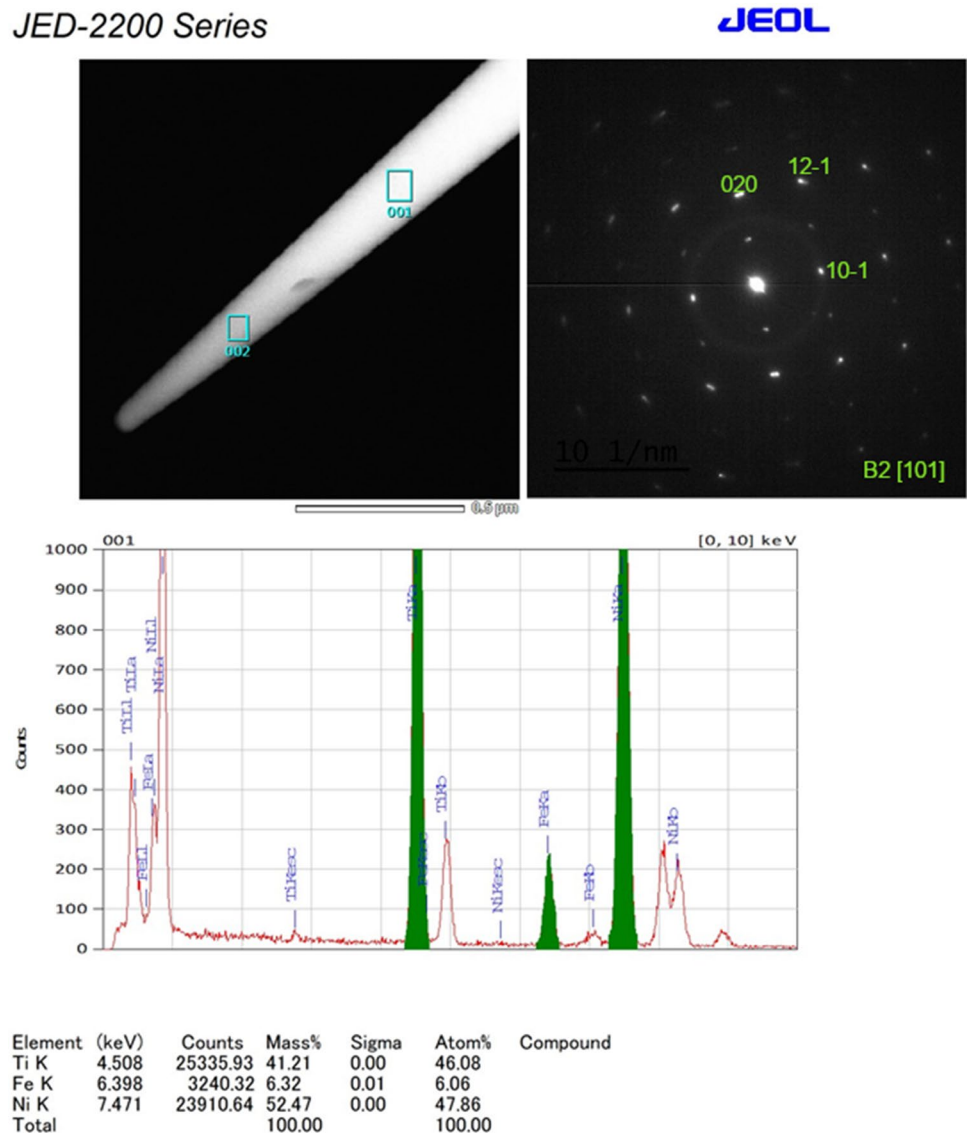 JED-2200 Series
JEOL
001
002
0.5 µm
020
12-1
10-1
10 1/nm
B2 [101]
001
[0, 10] keV
Counts
1000
900
800
700
600
500
400
300
200
100
0
TiLl
TiLa
FeLl
FeLa
NiLl
NiLa
TiKesc
TiKa
TiKb
NiKesc
FeKa
FeKb
NiKa
NiKb
Element (keV) Counts Mass% Sigma Atom% Compound
Ti K 4.508 25335.93 41.21 0.00 46.08
Fe K 6.398 3240.32 6.32 0.01 6.06
Ni K 7.471 23910.64 52.47 0.00 47.86
Total 100.00 100.00